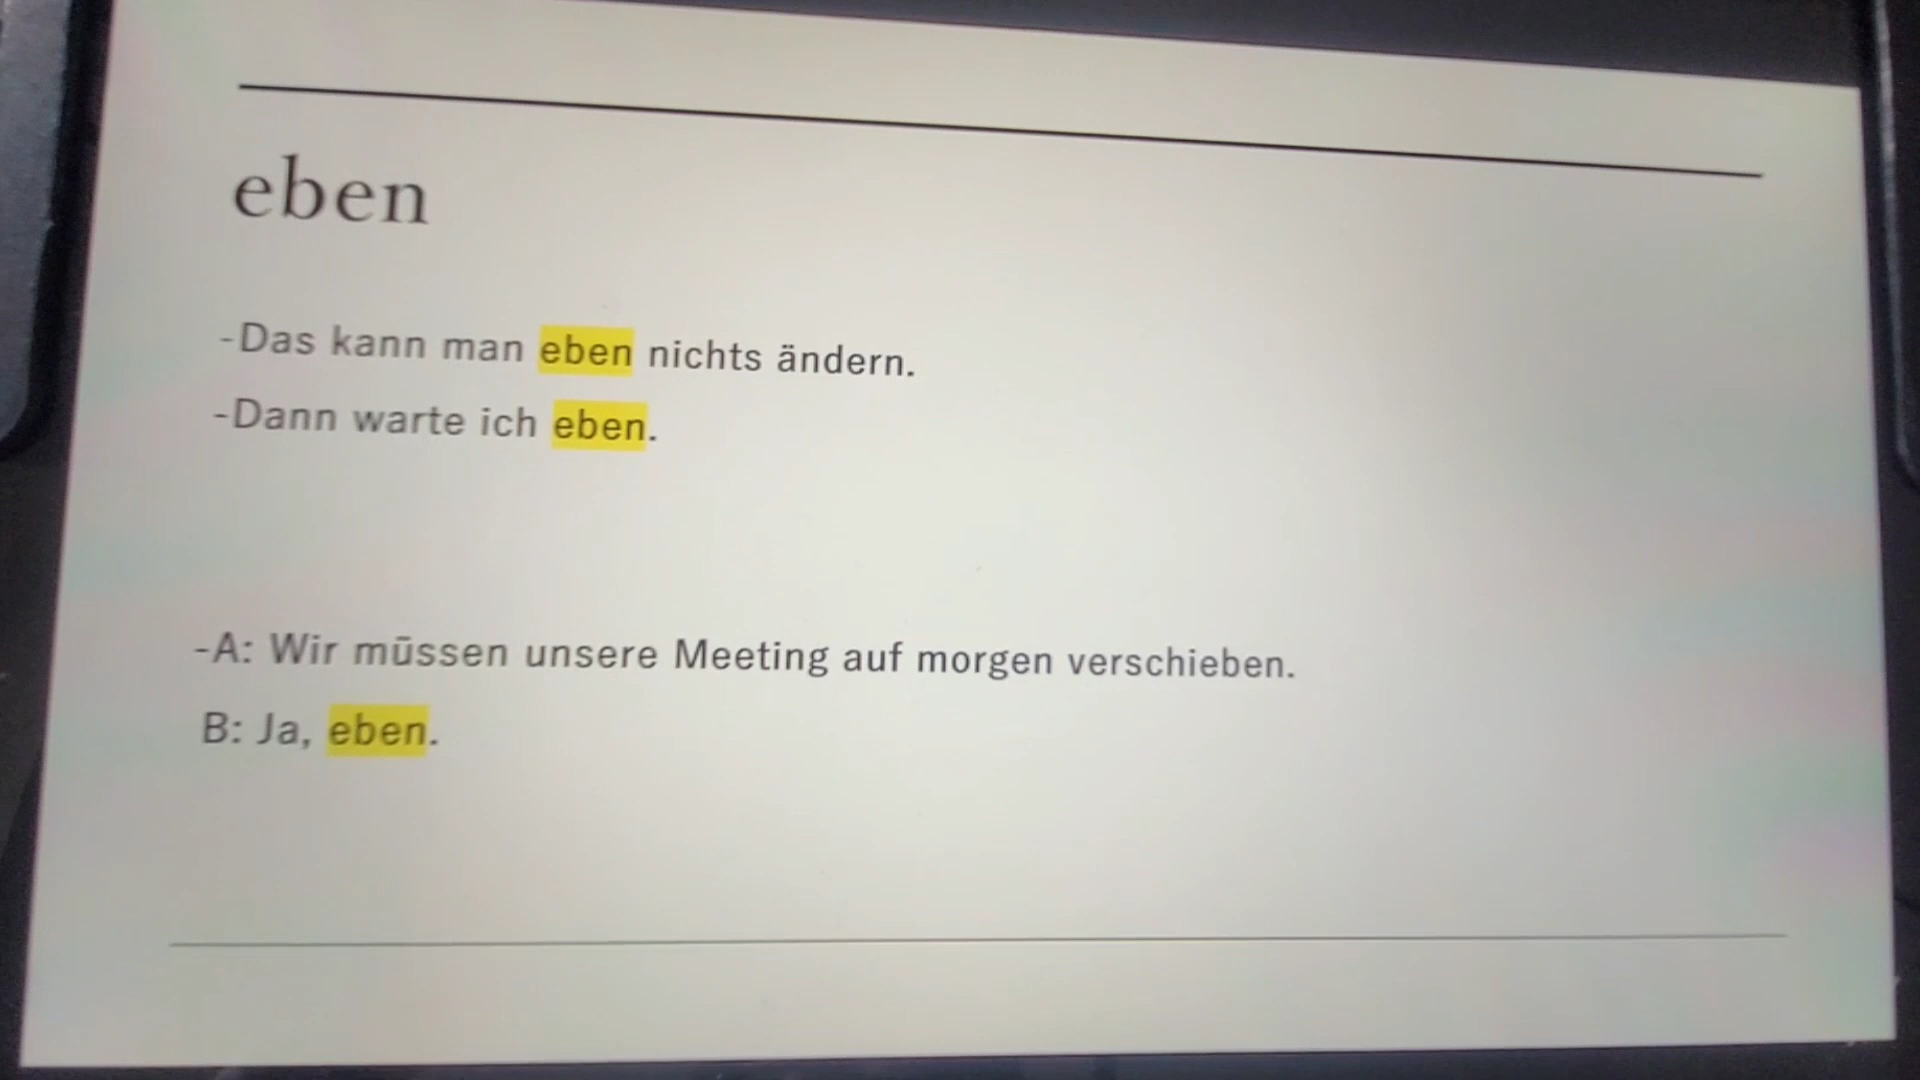 eben
-Das kann man eben nichts ändern.
-Dann warte ich eben.
-A: Wir müssen unsere Meeting auf morgen verschieben.
B: Ja, eben.